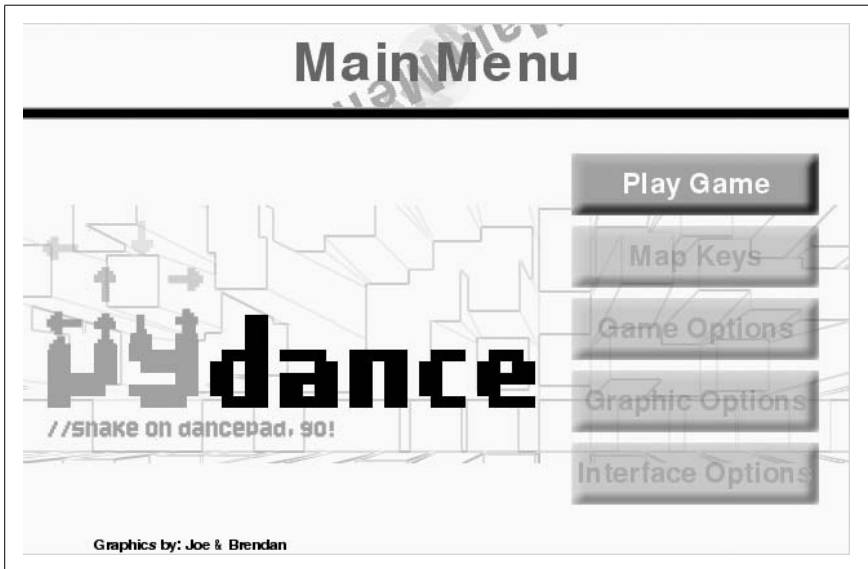 Main Menu
Play Game
Map Keys
Game Options
pydance
Graphic Options
//snake on dancepad, go!
Interface Options
Graphics by: Joe & Brendan